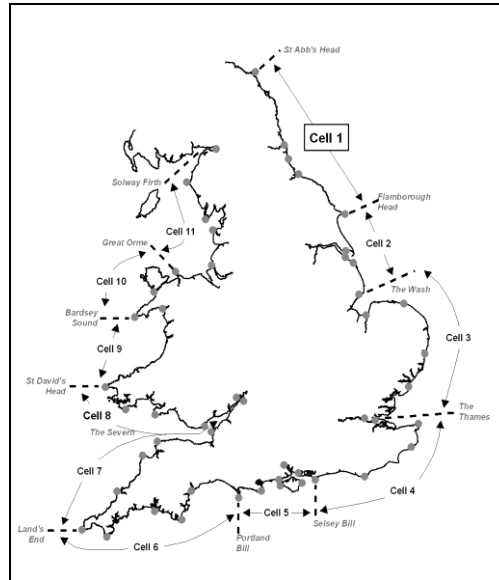 St Abb's Head
Cell 1
Solway Firth
Flamborough
Head
Cell 11
Great Orme
Cell 2
Cell 10
The Wash
Bardsey
Sound
Cell 9
Cell 3
St David's
Head
Cell 8
The
Thames
The Severn
Cell 7
Cell 4
Land's
End
Cell 6
Cell 5
Portland
Bill
Selsey Bill